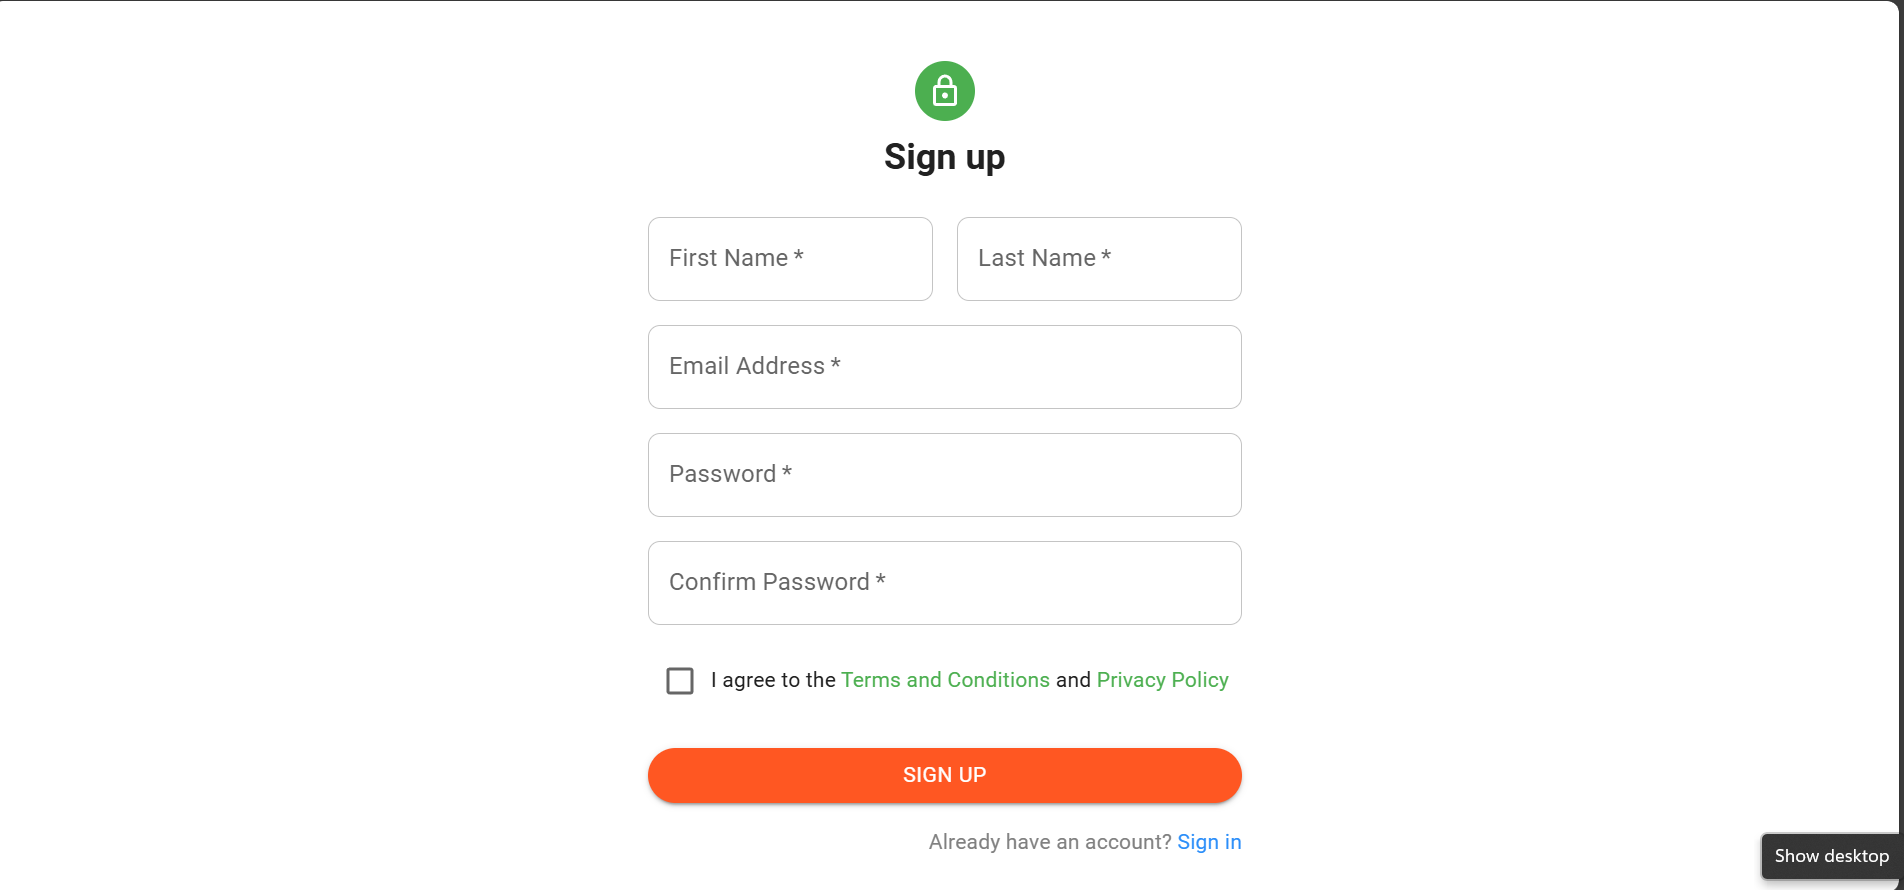 Sign up
First Name *
Last Name *
Email Address *
Password *
Confirm Password *
I agree to the Terms and Conditions and Privacy Policy
SIGN UP
Already have an account? Sign in
Show desktop